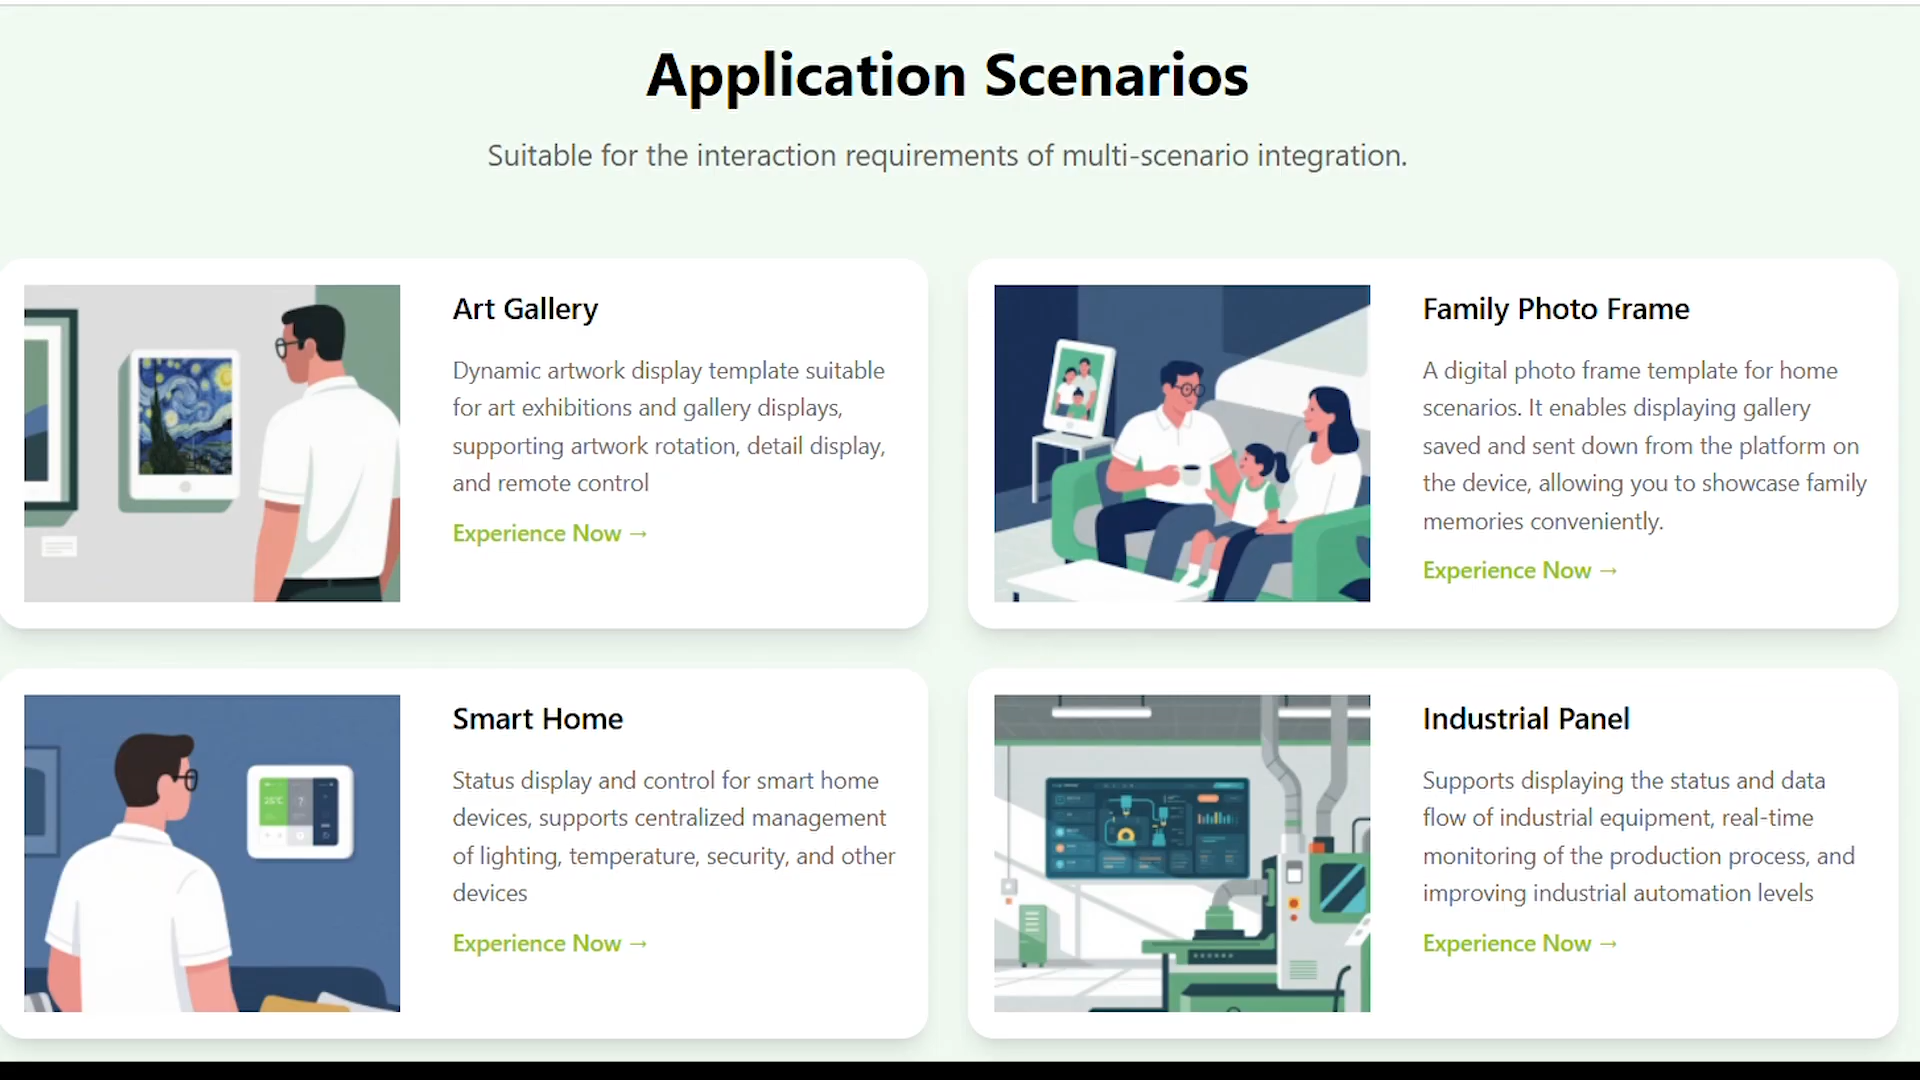 Application Scenarios
Suitable for the interaction requirements of multi-scenario integration.
Art Gallery
Dynamic artwork display template suitable
for art exhibitions and gallery displays,
supporting artwork rotation, detail display,
and remote control
Experience Now →
Family Photo Frame
A digital photo frame template for home
scenarios. It enables displaying gallery
saved and sent down from the platform on
the device, allowing you to showcase family
memories conveniently.
Experience Now →
Smart Home
Status display and control for smart home
devices, supports centralized management
of lighting, temperature, security, and other
devices
Experience Now →
Industrial Panel
Supports displaying the status and data
flow of industrial equipment, real-time
monitoring of the production process, and
improving industrial automation levels
Experience Now →